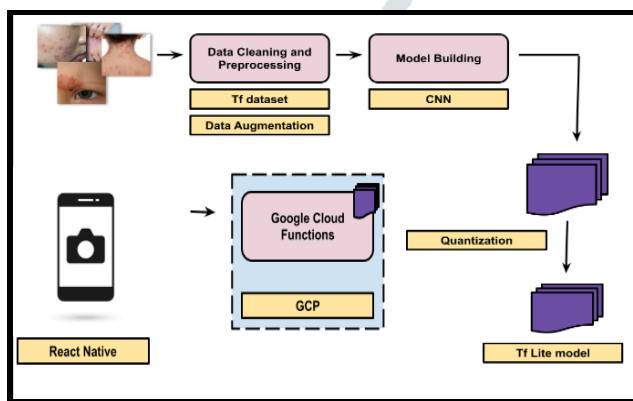 Data Cleaning and
Preprocessing
Model Building
Tf dataset
CNN
Data Augmentation
Google Cloud
Functions
Quantization
GCP
React Native
Tf Lite model